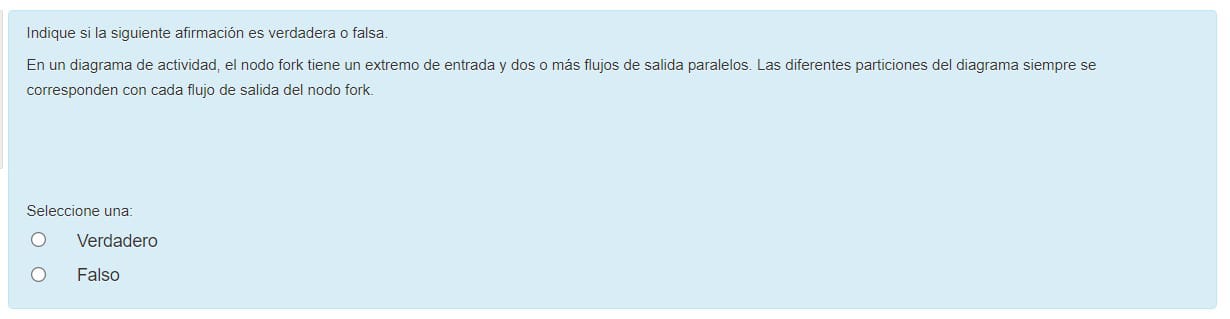 Indique si la siguiente afirmación es verdadera o falsa.
En un diagrama de actividad, el nodo fork tiene un extremo de entrada y dos o más flujos de salida paralelos. Las diferentes particiones del diagrama siempre se
corresponden con cada flujo de salida del nodo fork.
Seleccione una:
Verdadero
Falso